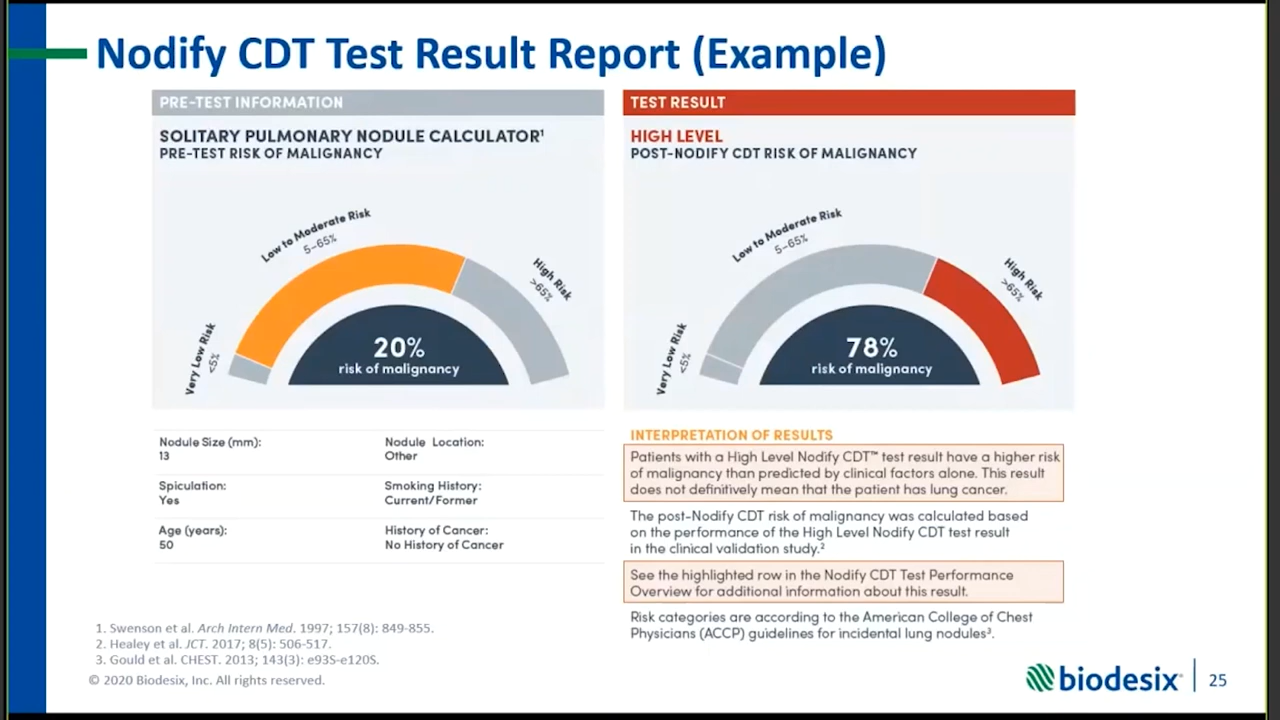 Nodify CDT Test Result Report (Example)
PRE-TEST INFORMATION
SOLITARY PULMONARY NODULE CALCULATOR¹
PRE-TEST RISK OF MALIGNANCY
Very Low Risk
<5%
Low to Moderate Risk
5–65%
High Risk
>65%
20%
risk of malignancy
Nodule Size (mm):
13
Nodule Location:
Other
Spiculation:
Yes
Smoking History:
Current/Former
Age (years):
50
History of Cancer:
No History of Cancer
TEST RESULT
HIGH LEVEL
POST-NODIFY CDT RISK OF MALIGNANCY
Very Low Risk
<5%
Low to Moderate Risk
5–65%
High Risk
>65%
78%
risk of malignancy
INTERPRETATION OF RESULTS
Patients with a High Level Nodify CDT™ test result have a higher risk
of malignancy than predicted by clinical factors alone. This result
does not definitively mean that the patient has lung cancer.
The post-Nodify CDT risk of malignancy was calculated based
on the performance of the High Level Nodify CDT test result
in the clinical validation study.²
See the highlighted row in the Nodify CDT Test Performance
Overview for additional information about this result.
Risk categories are according to the American College of Chest
Physicians (ACCP) guidelines for incidental lung nodules³.
1. Swenson et al. Arch Intern Med. 1997; 157(8): 849-855.
2. Healey et al. JCT. 2017; 8(5): 506-517.
3. Gould et al. CHEST. 2013; 143(3): e93S-e120S.
© 2020 Biodesix, Inc. All rights reserved.
biodesix®
25